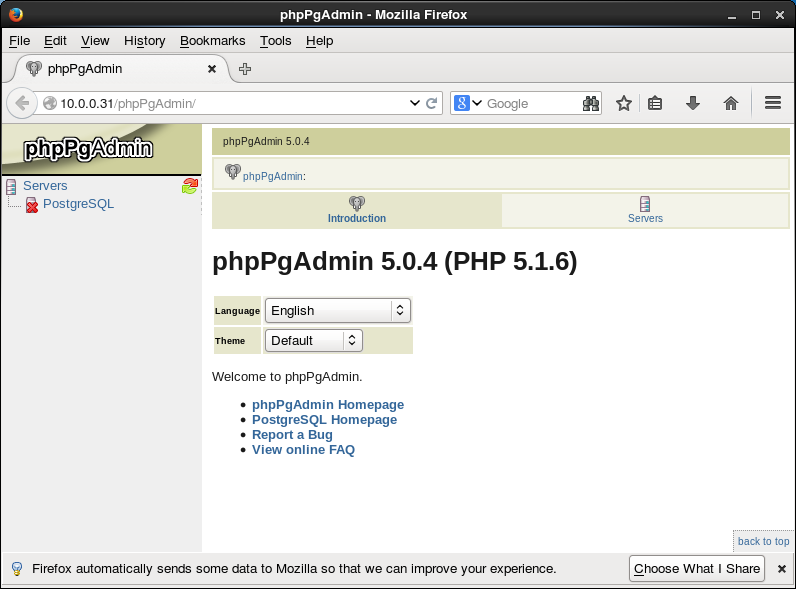 phpPgAdmin - Mozilla Firefox
File Edit View History Bookmarks Tools Help
phpPgAdmin
10.0.0.31/phpPgAdmin/
8 Google
phpPgAdmin
Servers
PostgreSQL
phpPgAdmin 5.0.4
phpPgAdmin:
Introduction
Servers
phpPgAdmin 5.0.4 (PHP 5.1.6)
Language English
Theme Default
Welcome to phpPgAdmin.
• phpPgAdmin Homepage
• PostgreSQL Homepage
• Report a Bug
• View online FAQ
back to top
Firefox automatically sends some data to Mozilla so that we can improve your experience. Choose What I Share